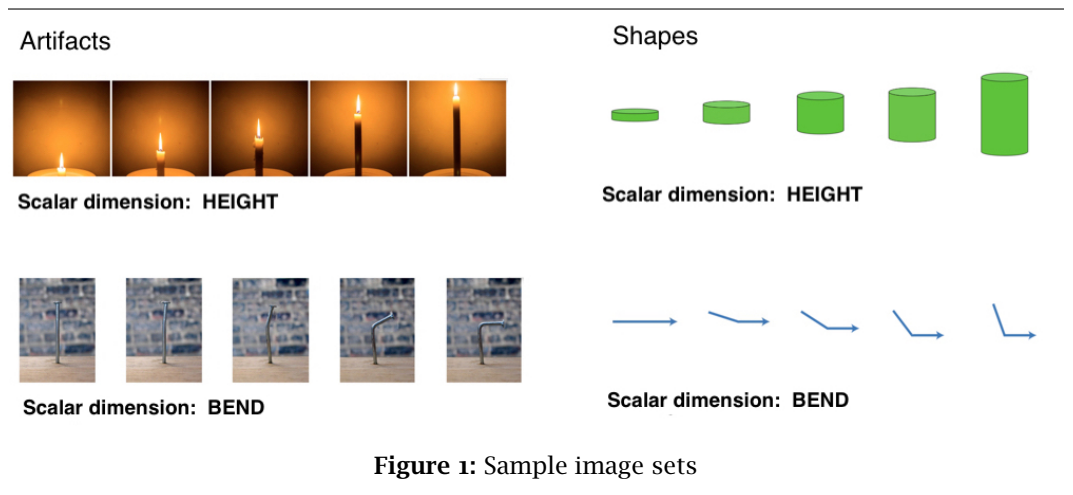 Artifacts
Shapes
Scalar dimension: HEIGHT
Scalar dimension: HEIGHT
Scalar dimension: BEND
Scalar dimension: BEND
Figure 1: Sample image sets